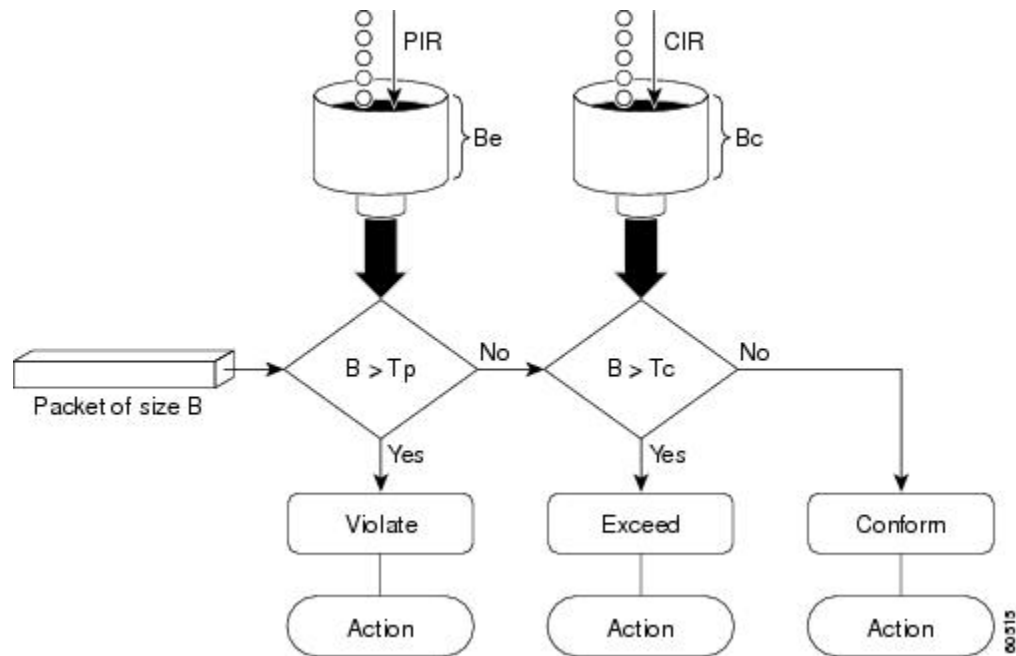 PIR
CIR
Be
Bc
B > Tp
No
B > Tc
No
Packet of size B
Yes
Yes
Violate
Exceed
Conform
Action
Action
Action
60515